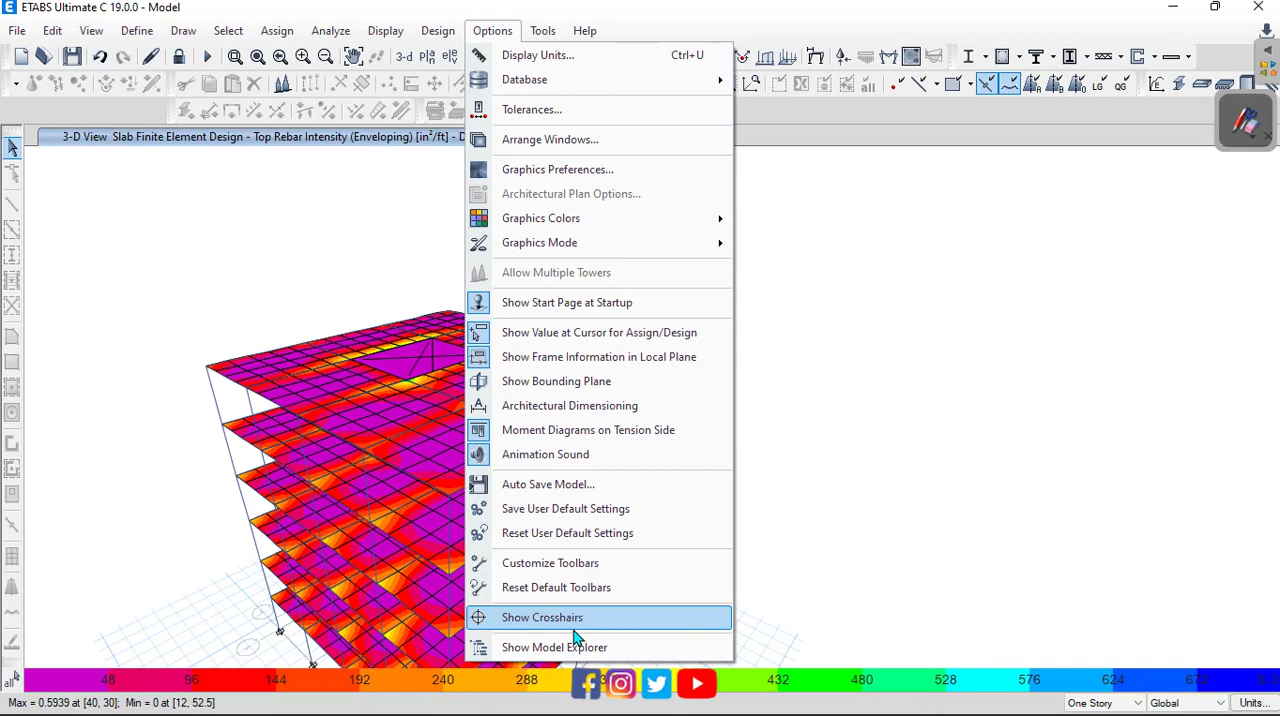 ETABS Ultimate C 19.0.0 - Model
File Edit View Define Draw Select Assign Analyze Display Design Options Tools Help
3-d
all
LG
QG
3-D View Slab Finite Element Design - Top Rebar Intensity (Enveloping) [in²/ft] -
Display Units... Ctrl+U
Database
Tolerances...
Arrange Windows...
Graphics Preferences...
Architectural Plan Options...
Graphics Colors
Graphics Mode
Allow Multiple Towers
Show Start Page at Startup
Show Value at Cursor for Assign/Design
Show Frame Information in Local Plane
Show Bounding Plane
Architectural Dimensioning
Moment Diagrams on Tension Side
Animation Sound
Auto Save Model...
Save User Default Settings
Reset User Default Settings
Customize Toolbars
Reset Default Toolbars
Show Crosshairs
Show Model Explorer
all
48 96 144 192 240 288 432 480 528 576 624 672
Max = 0.5939 at [40, 30]; Min = 0 at [12, 52.5]
One Story Global Units...